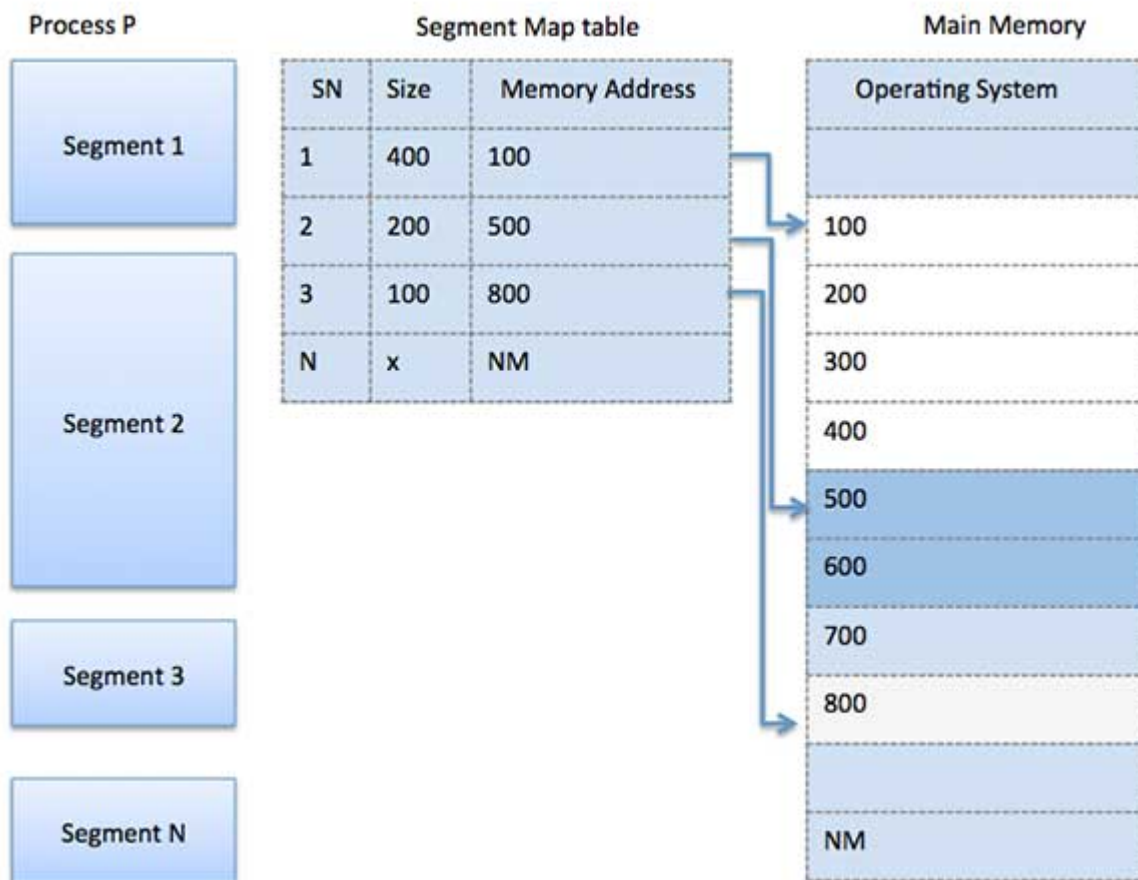 Process P
Segment 1
Segment 2
Segment 3
Segment N
Segment Map table
SN Size Memory Address
1 400 100
2 200 500
3 100 800
N x NM
Main Memory
Operating System
100
200
300
400
500
600
700
800
NM